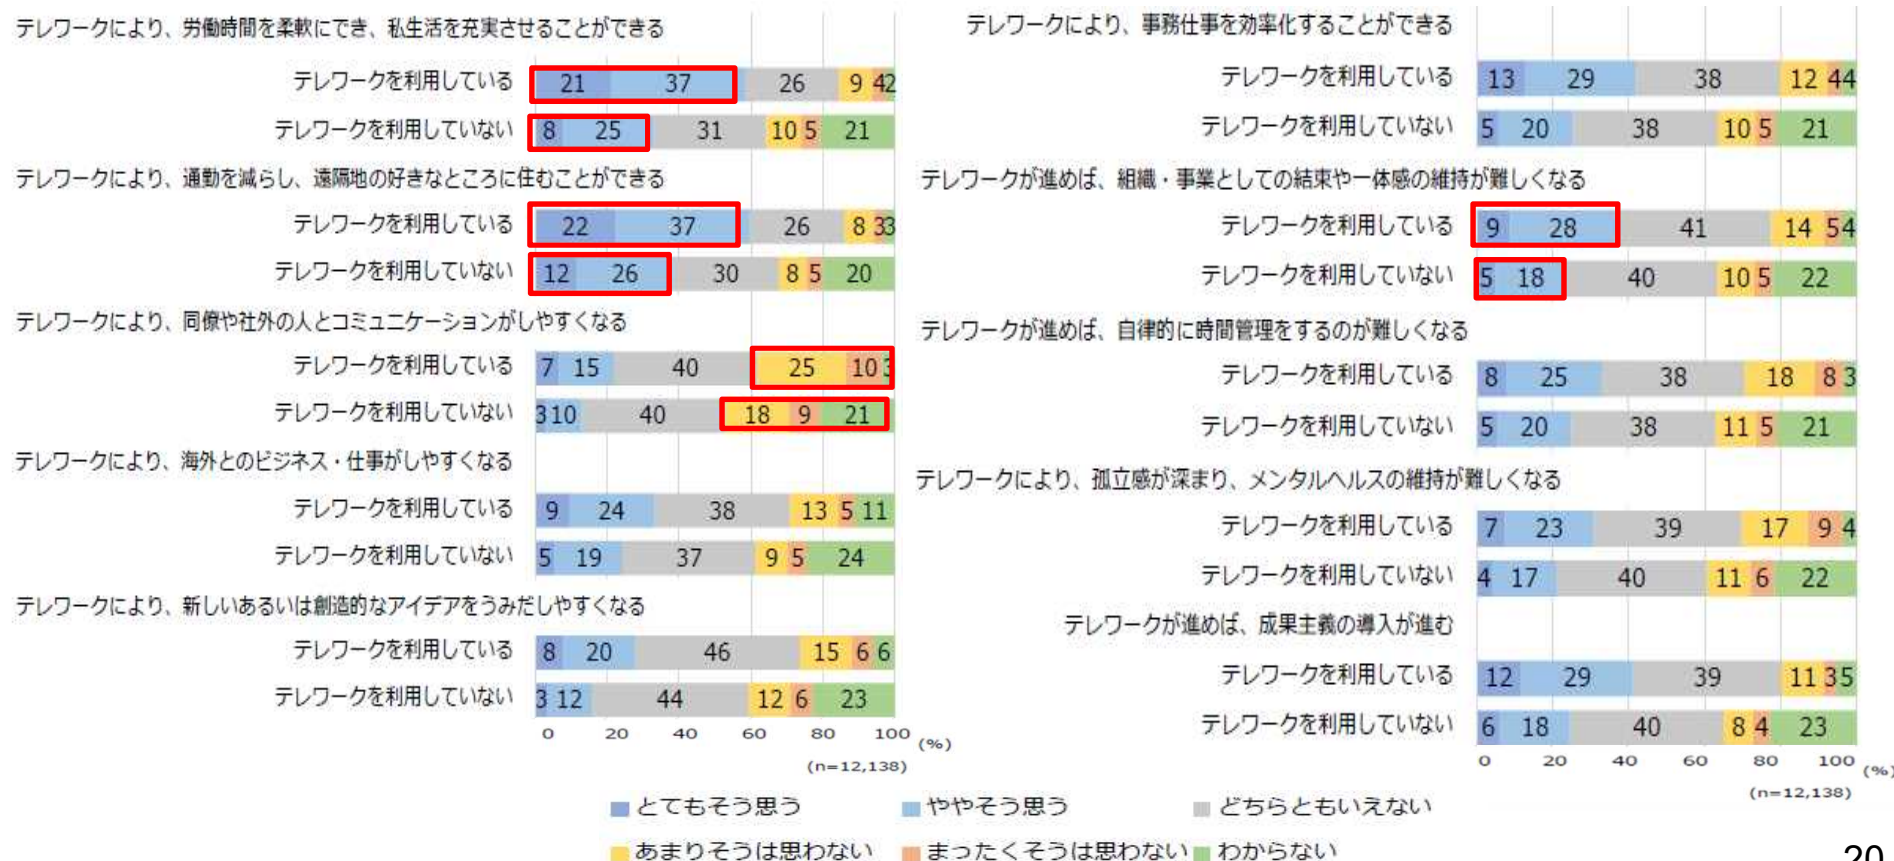 テレワークにより、労働時間を柔軟にでき、私生活を充実させることができる
テレワークを利用している 21 37 26 9 4 2
テレワークを利用していない 8 25 31 10 5 21
テレワークにより、通勤を減らし、遠隔地の好きなところに住むことができる
テレワークを利用している 22 37 26 8 3 3
テレワークを利用していない 12 26 30 8 5 20
テレワークにより、同僚や社外の人とコミュニケーションがしやすくなる
テレワークを利用している 7 15 40 25 10 3
テレワークを利用していない 3 10 40 18 9 21
テレワークにより、海外とのビジネス・仕事がしやすくなる
テレワークを利用している 9 24 38 13 5 11
テレワークを利用していない 5 19 37 9 5 24
テレワークにより、新しいあるいは創造的なアイデアをうみだしやすくなる
テレワークを利用している 8 20 46 15 6 6
テレワークを利用していない 3 12 44 12 6 23
0 20 40 60 80 100 (%)
(n=12,138)
テレワークにより、事務仕事を効率化することができる
テレワークを利用している 13 29 38 12 4 4
テレワークを利用していない 5 20 38 10 5 21
テレワークが進めば、組織・事業としての結束や一体感の維持が難しくなる
テレワークを利用している 9 28 41 14 5 4
テレワークを利用していない 5 18 40 10 5 22
テレワークが進めば、自律的に時間管理をするのが難しくなる
テレワークを利用している 8 25 38 18 8 3
テレワークを利用していない 5 20 38 11 5 21
テレワークにより、孤立感が深まり、メンタルヘルスの維持が難しくなる
テレワークを利用している 7 23 39 17 9 4
テレワークを利用していない 4 17 40 11 6 22
テレワークが進めば、成果主義の導入が進む
テレワークを利用している 12 29 39 11 3 5
テレワークを利用していない 6 18 40 8 4 23
0 20 40 60 80 100 (%)
(n=12,138)
とてもそう思う ややそう思う どちらともいえない
あまりそうは思わない まったくそうは思わない わからない
20